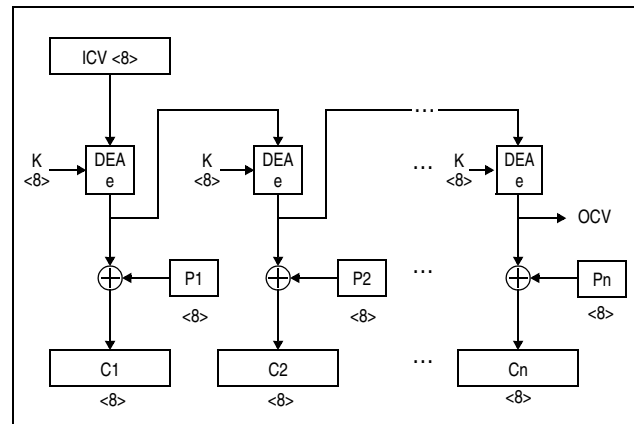 ICV <8>
...
K
<8>
DEA
e
K
<8>
DEA
e
...
K
<8>
DEA
e
OCV
P1
<8>
P2
<8>
...
Pn
<8>
C1
<8>
C2
<8>
...
Cn
<8>